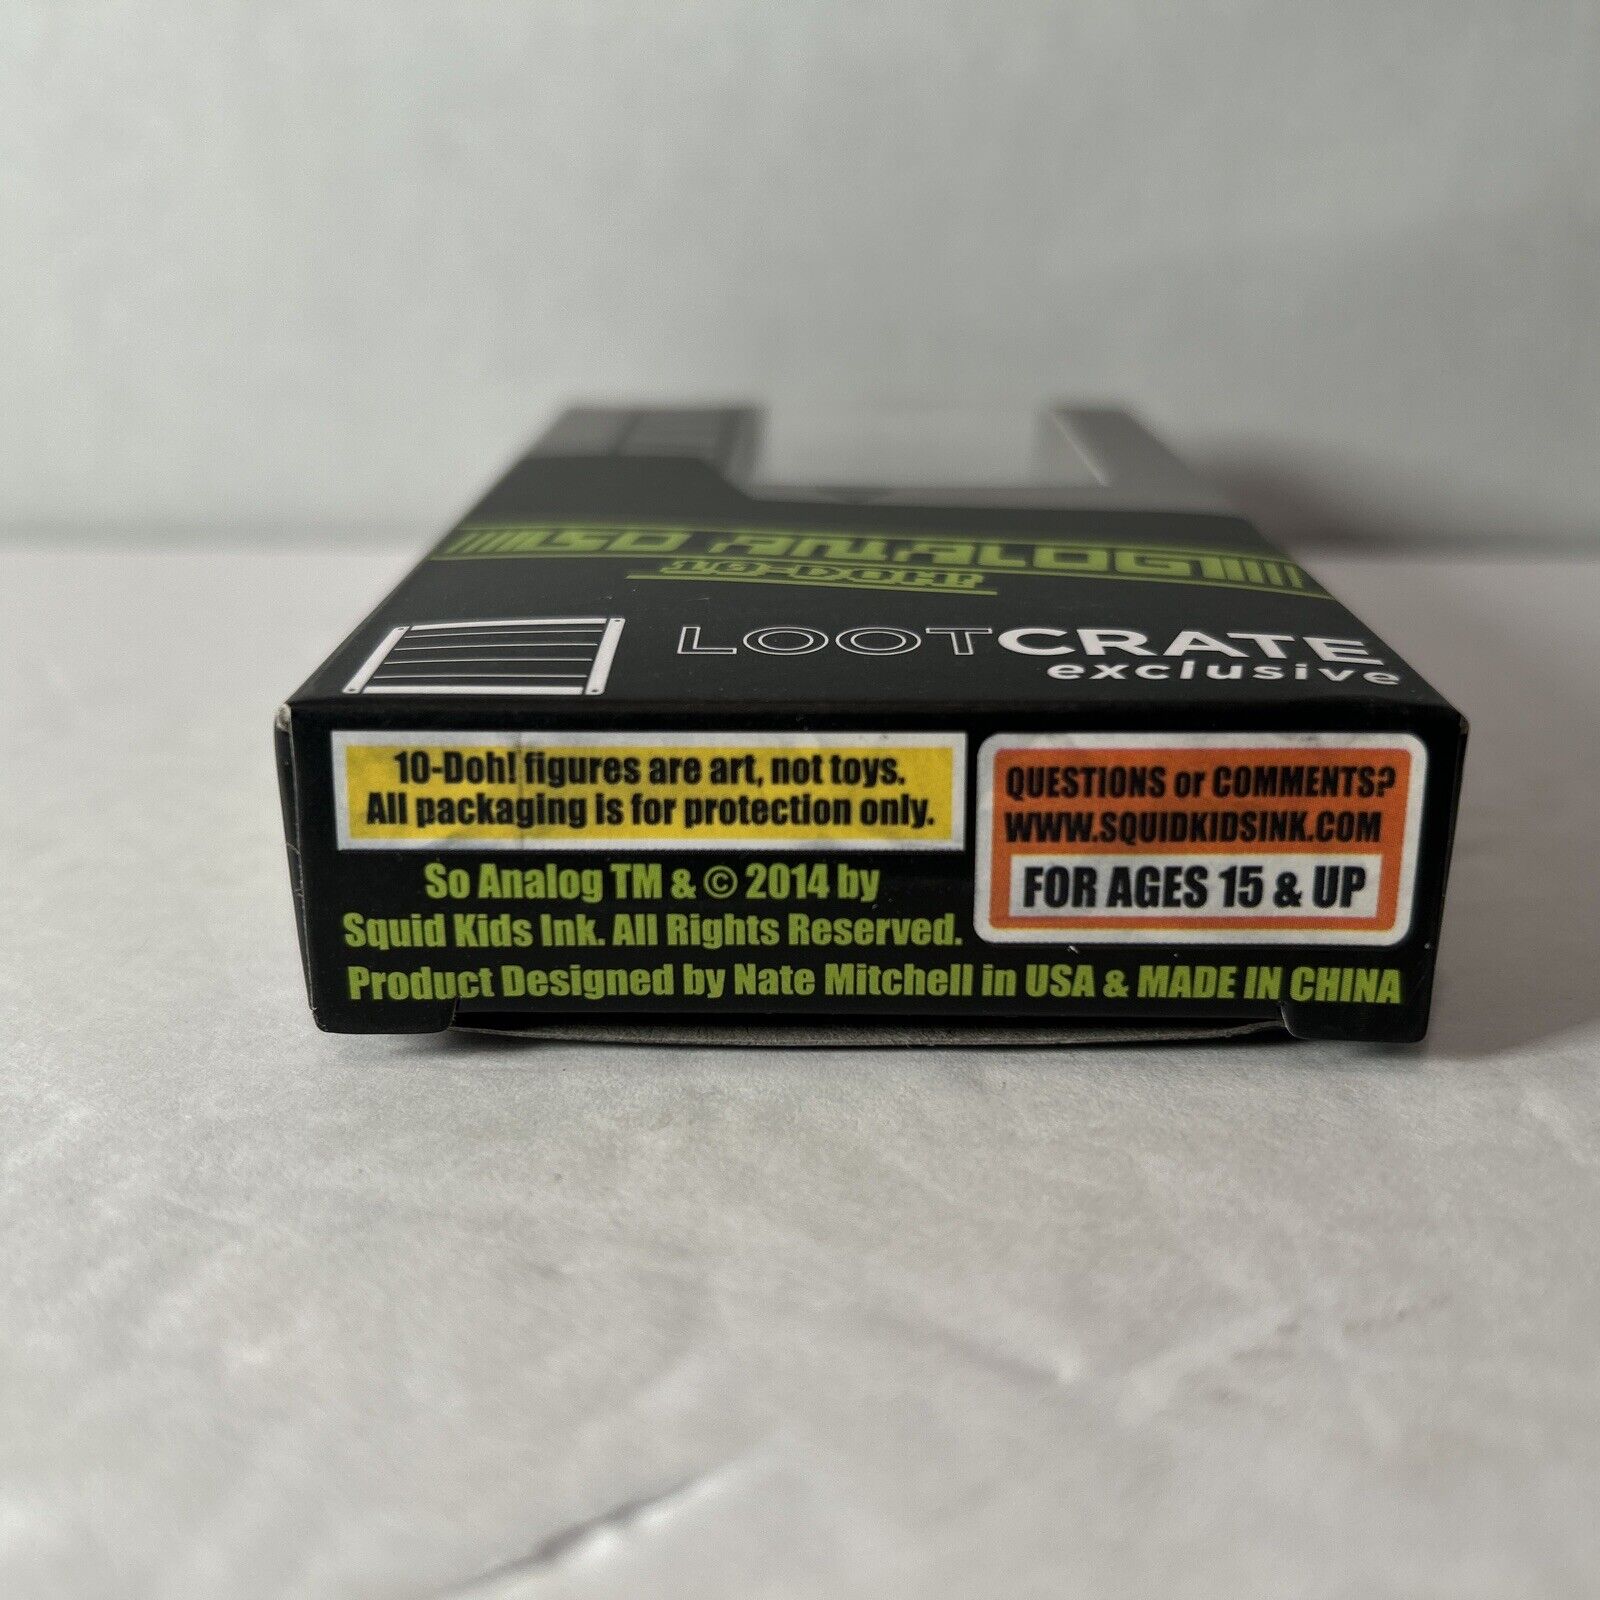 SO ANALOG
10-DOH!
LOOTCRATE
exclusive
10-Doh! figures are art, not toys.
All packaging is for protection only.
QUESTIONS or COMMENTS?
WWW.SQUIDKIDSINK.COM
FOR AGES 15 & UP
So Analog TM & © 2014 by
Squid Kids Ink. All Rights Reserved.
Product Designed by Nate Mitchell in USA & MADE IN CHINA